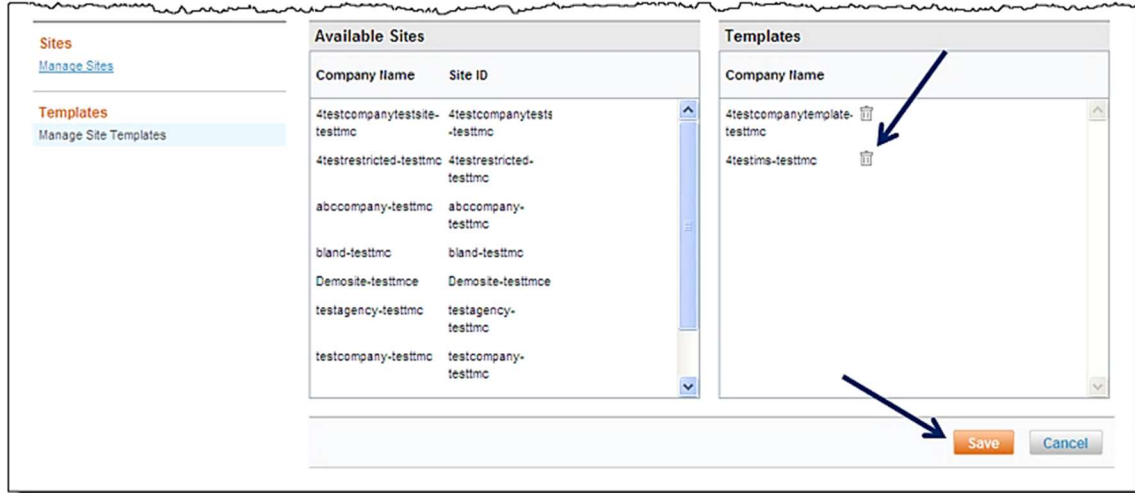 Sites
Manage Sites
Templates
Manage Site Templates
Available Sites
Company Name Site ID
4testcompanytestsite- 4testcompanytests
testtmc -testtmc
4testrestricted-testtmc 4testrestricted-
testtmc
abccompany-testtmc abccompany-
testtmc
bland-testtmc bland-testtmc
Demosite-testtmce Demosite-testtmce
testagency-testtmc testagency-
testtmc
testcompany-testtmc testcompany-
testtmc
Templates
Company Name
4testcompanytemplate-
testtmc
4testims-testtmc
Save Cancel